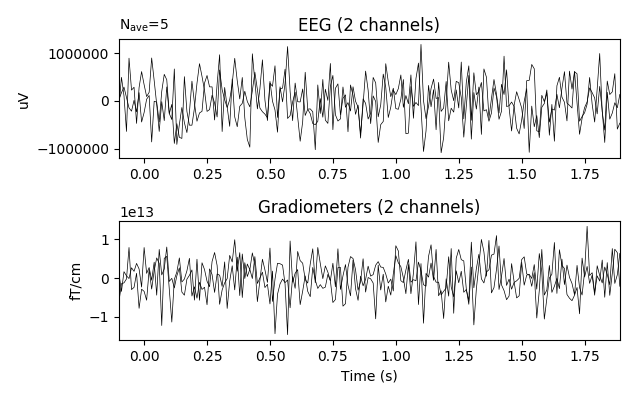 N_ave=5
EEG (2 channels)
1000000
0
−1000000
uV
0.00 0.25 0.50 0.75 1.00 1.25 1.50 1.75
1e13
Gradiometers (2 channels)
1
0
−1
fT/cm
0.00 0.25 0.50 0.75 1.00 1.25 1.50 1.75
Time (s)